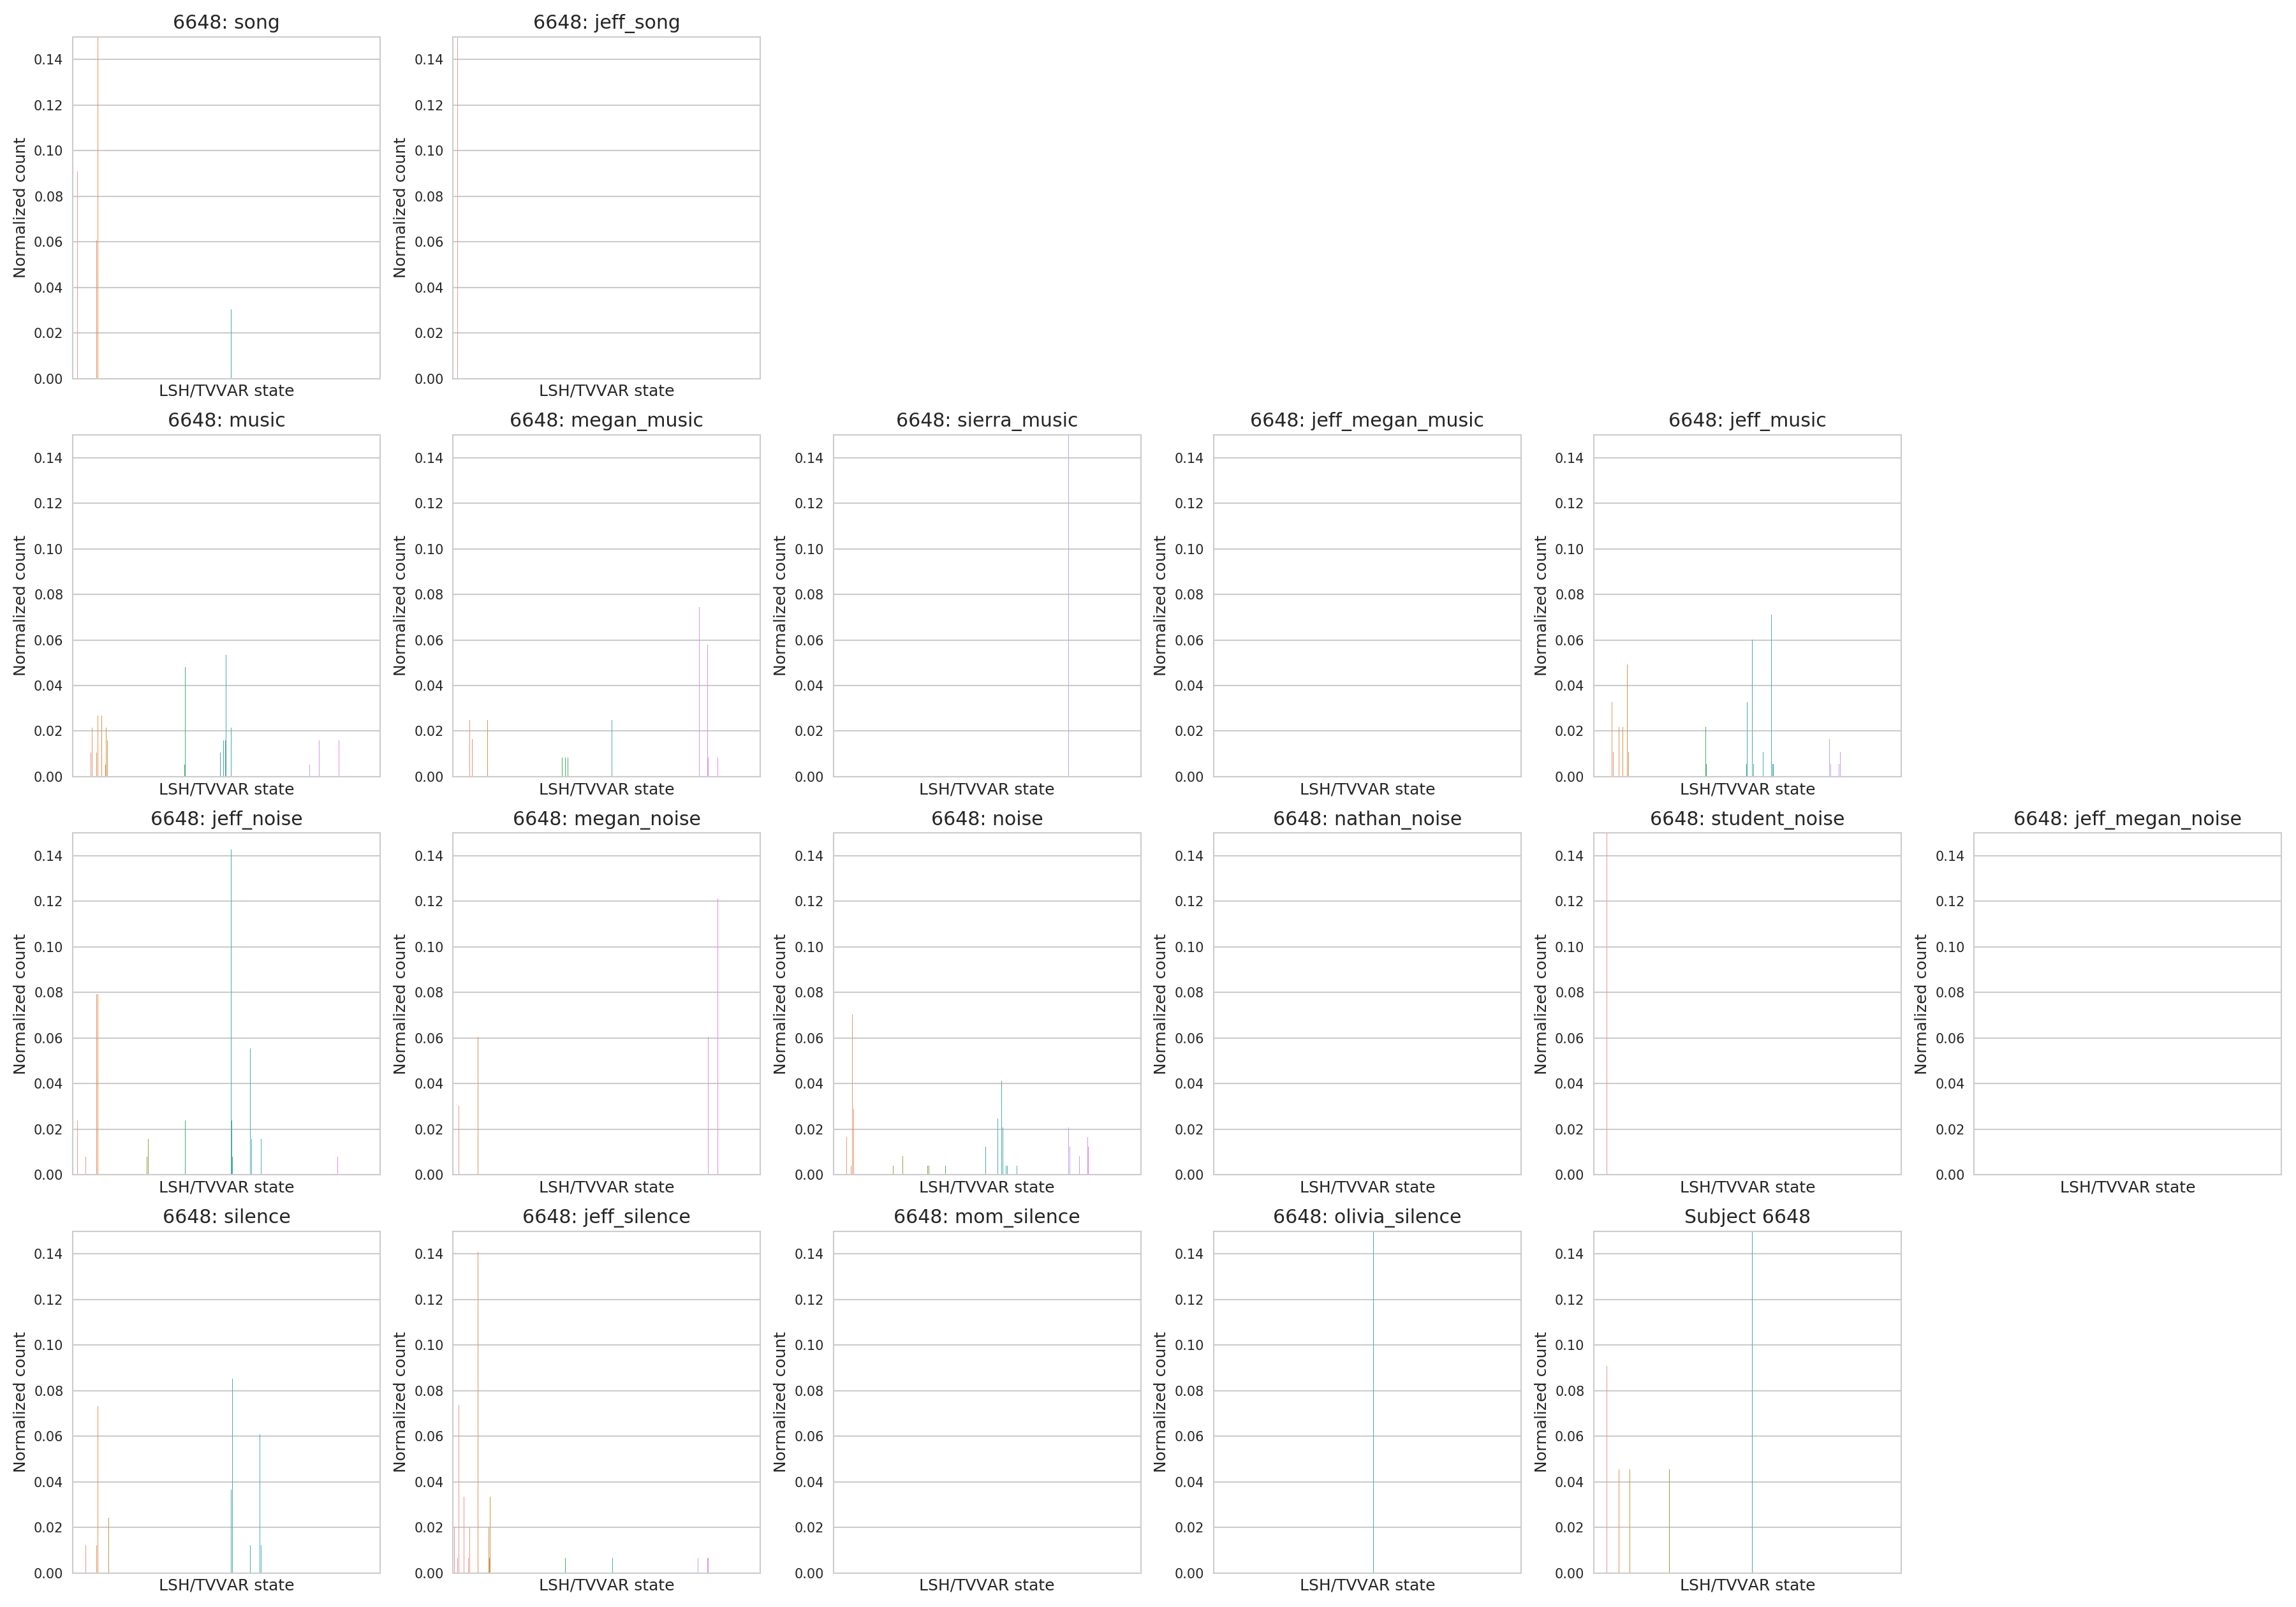 6648: song 6648: jeff_song
0.14 0.14
0.12 0.12
0.10 0.10
0.08 0.08
0.06 0.06
0.04 0.04
0.02 0.02
0.00 0.00
Normalized count Normalized count
LSH/TVVAR state LSH/TVVAR state
6648: music 6648: megan_music 6648: sierra_music 6648: jeff_megan_music 6648: jeff_music
0.14 0.14 0.14 0.14 0.14
0.12 0.12 0.12 0.12 0.12
0.10 0.10 0.10 0.10 0.10
0.08 0.08 0.08 0.08 0.08
0.06 0.06 0.06 0.06 0.06
0.04 0.04 0.04 0.04 0.04
0.02 0.02 0.02 0.02 0.02
0.00 0.00 0.00 0.00 0.00
Normalized count Normalized count Normalized count Normalized count Normalized count
LSH/TVVAR state LSH/TVVAR state LSH/TVVAR state LSH/TVVAR state LSH/TVVAR state
6648: jeff_noise 6648: megan_noise 6648: noise 6648: nathan_noise 6648: student_noise 6648: jeff_megan_noise
0.14 0.14 0.14 0.14 0.14 0.14
0.12 0.12 0.12 0.12 0.12 0.12
0.10 0.10 0.10 0.10 0.10 0.10
0.08 0.08 0.08 0.08 0.08 0.08
0.06 0.06 0.06 0.06 0.06 0.06
0.04 0.04 0.04 0.04 0.04 0.04
0.02 0.02 0.02 0.02 0.02 0.02
0.00 0.00 0.00 0.00 0.00 0.00
Normalized count Normalized count Normalized count Normalized count Normalized count Normalized count
LSH/TVVAR state LSH/TVVAR state LSH/TVVAR state LSH/TVVAR state LSH/TVVAR state LSH/TVVAR state
6648: silence 6648: jeff_silence 6648: mom_silence 6648: olivia_silence Subject 6648
0.14 0.14 0.14 0.14 0.14
0.12 0.12 0.12 0.12 0.12
0.10 0.10 0.10 0.10 0.10
0.08 0.08 0.08 0.08 0.08
0.06 0.06 0.06 0.06 0.06
0.04 0.04 0.04 0.04 0.04
0.02 0.02 0.02 0.02 0.02
0.00 0.00 0.00 0.00 0.00
Normalized count Normalized count Normalized count Normalized count Normalized count
LSH/TVVAR state LSH/TVVAR state LSH/TVVAR state LSH/TVVAR state LSH/TVVAR state